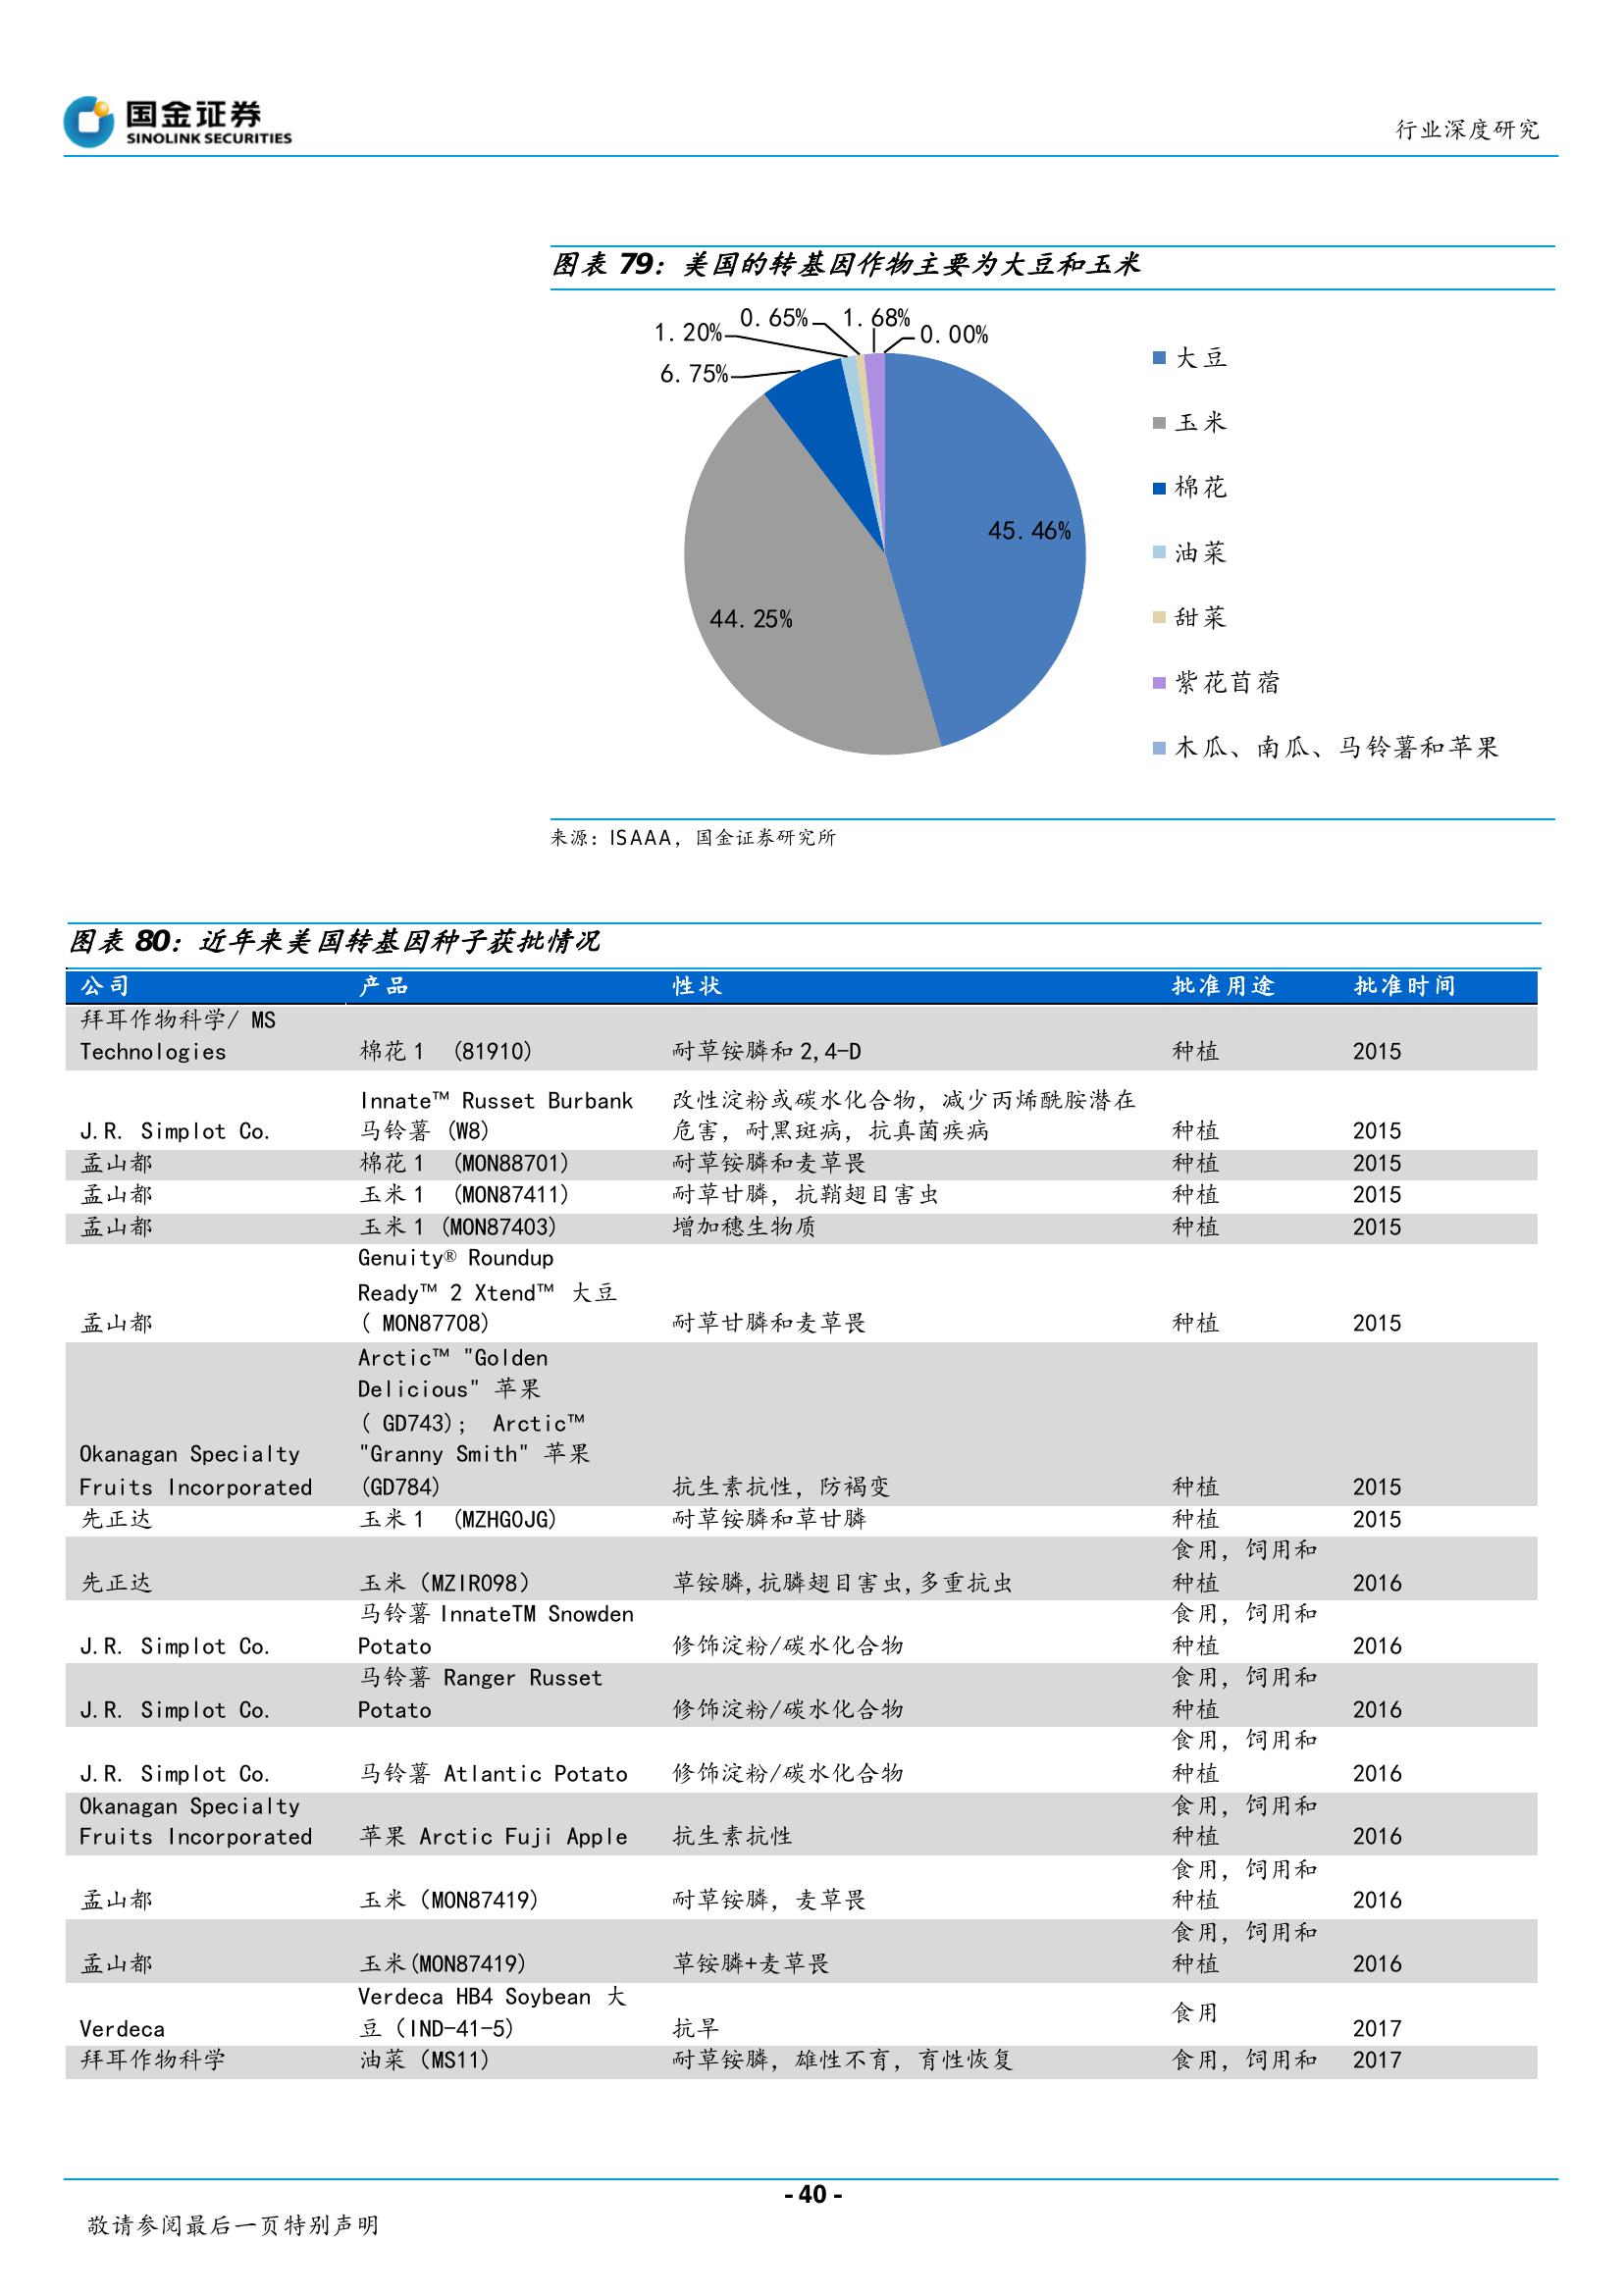 国金证券
SINOLINK SECURITIES
行业深度研究
图表 79：美国的转基因作物主要为大豆和玉米
0.65%
1.68%
1.20%
0.00%
6.75%
45.46%
44.25%
大豆
玉米
棉花
油菜
甜菜
紫花苜蓿
木瓜、南瓜、马铃薯和苹果
来源：ISAAA，国金证券研究所
图表 80：近年来美国转基因种子获批情况
公司 产品 性状 批准用途 批准时间
拜耳作物科学/ MS
Technologies 棉花 1 (81910) 耐草铵膦和 2,4-D 种植 2015
Innate™ Russet Burbank 改性淀粉或碳水化合物，减少丙烯酰胺潜在
J.R. Simplot Co. 马铃薯 (W8) 危害，耐黑斑病，抗真菌疾病 种植 2015
孟山都 棉花 1 (MON88701) 耐草铵膦和麦草畏 种植 2015
孟山都 玉米 1 (MON87411) 耐草甘膦，抗鞘翅目害虫 种植 2015
孟山都 玉米 1 (MON87403) 增加穗生物质 种植 2015
Genuity® Roundup
Ready™ 2 Xtend™ 大豆
孟山都 ( MON87708) 耐草甘膦和麦草畏 种植 2015
Arctic™ "Golden
Delicious" 苹果
( GD743)； Arctic™
Okanagan Specialty "Granny Smith" 苹果
Fruits Incorporated (GD784) 抗生素抗性，防褐变 种植 2015
先正达 玉米 1 (MZHG0JG) 耐草铵膦和草甘膦 种植 2015
食用，饲用和
先正达 玉米（MZIR098） 草铵膦,抗膦翅目害虫,多重抗虫 种植 2016
马铃薯 InnateTM Snowden 食用，饲用和
J.R. Simplot Co. Potato 修饰淀粉/碳水化合物 种植 2016
马铃薯 Ranger Russet 食用，饲用和
J.R. Simplot Co. Potato 修饰淀粉/碳水化合物 种植 2016
食用，饲用和
J.R. Simplot Co. 马铃薯 Atlantic Potato 修饰淀粉/碳水化合物 种植 2016
Okanagan Specialty 食用，饲用和
Fruits Incorporated 苹果 Arctic Fuji Apple 抗生素抗性 种植 2016
食用，饲用和
孟山都 玉米（MON87419） 耐草铵膦，麦草畏 种植 2016
食用，饲用和
孟山都 玉米(MON87419) 草铵膦+麦草畏 种植 2016
Verdeca HB4 Soybean 大 食用
Verdeca 豆（IND-41-5） 抗旱 2017
拜耳作物科学 油菜（MS11） 耐草铵膦，雄性不育，育性恢复 食用，饲用和 2017
- 40 -
敬请参阅最后一页特别声明